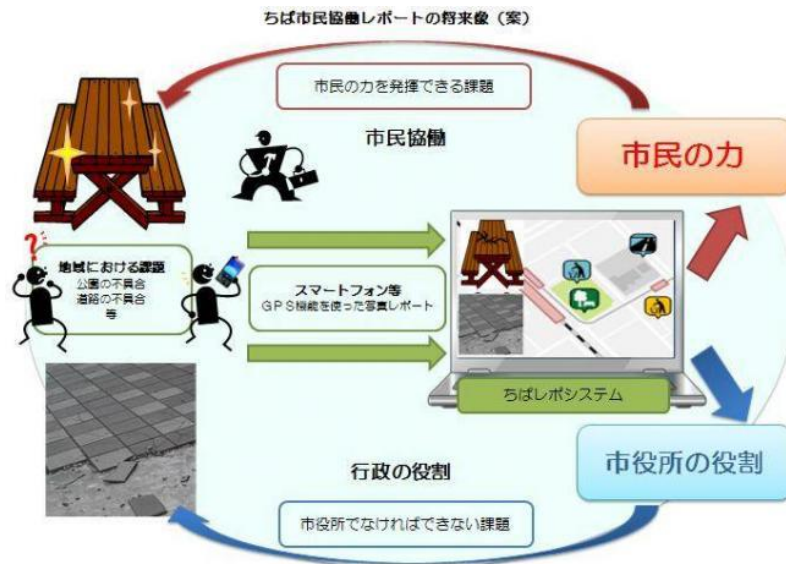 ちば市民協働レポートの将来像（案）
市民の力を発揮できる課題
市民協働
市民の力
地域における課題
公園の不具合
道路の不具合
等
スマートフォン等
ＧＰＳ機能を使った写真レポート
ちばレポシステム
行政の役割
市役所の役割
市役所でなければできない課題